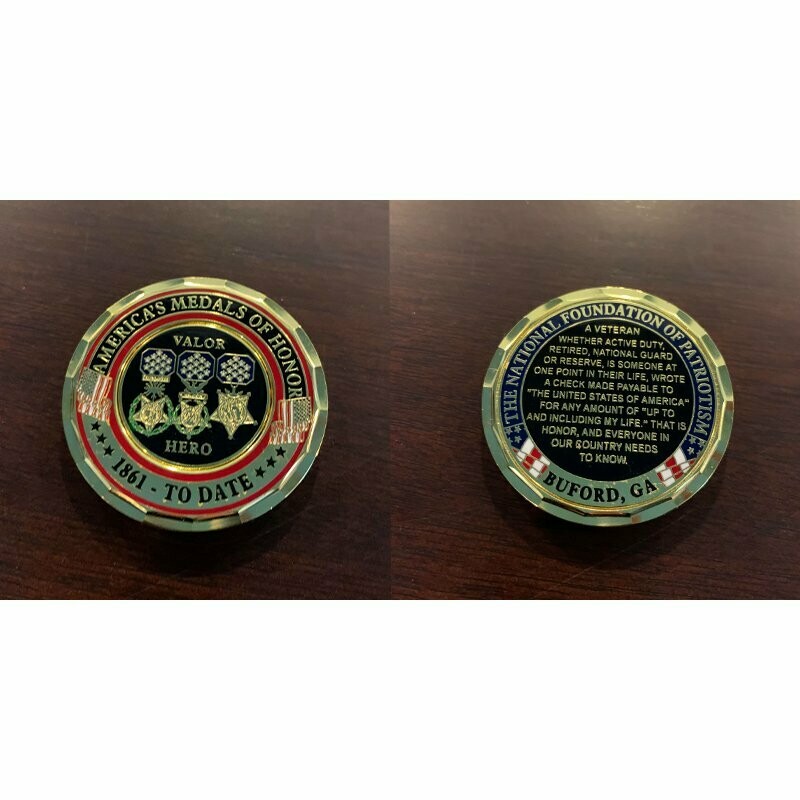 AMERICA'S MEDALS OF HONOR
VALOR
HERO
1861 - TO DATE
THE NATIONAL FOUNDATION OF PATRIOTISM
A VETERAN
WHETHER ACTIVE DUTY,
RETIRED, NATIONAL GUARD
OR RESERVE, IS SOMEONE AT
ONE POINT IN THEIR LIFE, WROTE
A CHECK MADE PAYABLE TO
"THE UNITED STATES OF AMERICA"
FOR ANY AMOUNT OF "UP TO
AND INCLUDING MY LIFE." THAT IS
HONOR, AND EVERYONE IN
OUR COUNTRY NEEDS
TO KNOW.
BUFORD, GA